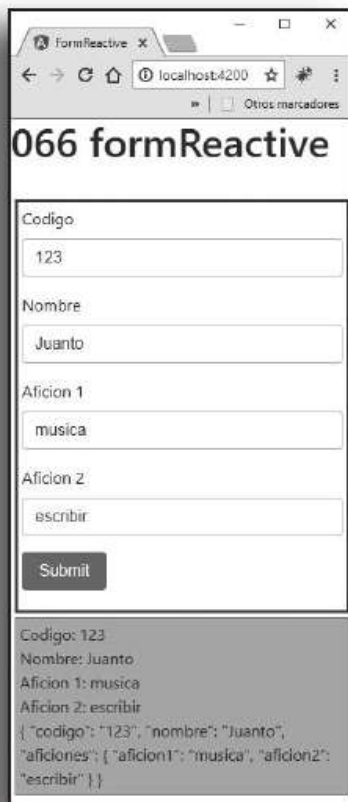 FormReactive
localhost:4200
Otros marcadores
066 formReactive
Codigo
123
Nombre
Juanto
Aficion 1
musica
Aficion 2
escribir
Submit
Codigo: 123
Nombre: Juanto
Aficion 1: musica
Aficion 2: escribir
{ "codigo": "123", "nombre": "Juanto",
"aficiones": { "aficion1": "musica", "aficion2":
"escribir" } }